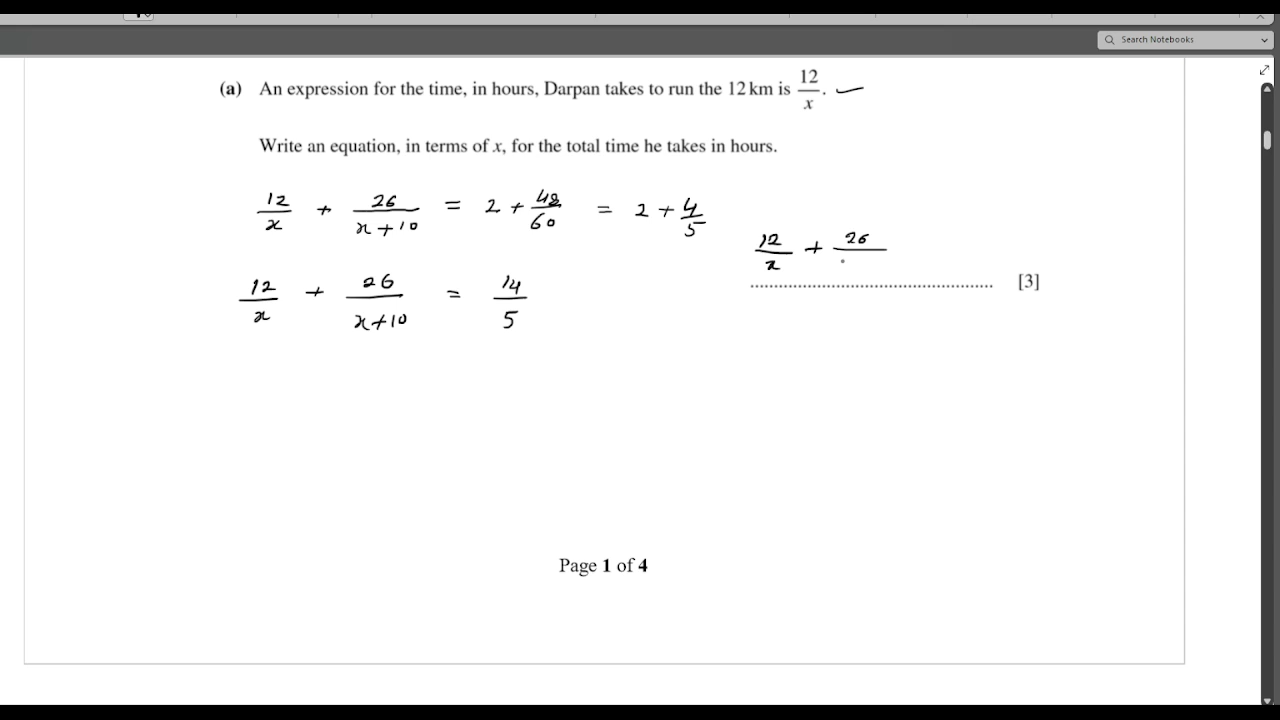 Search Notebooks
(a) An expression for the time, in hours, Darpan takes to run the 12 km is 12/x.
Write an equation, in terms of x, for the total time he takes in hours.
12/x + 26/(x+10) = 2 + 48/60 = 2 + 4/5
12/x + 26/
[3]
12/x + 26/(x+10) = 14/5
Page 1 of 4